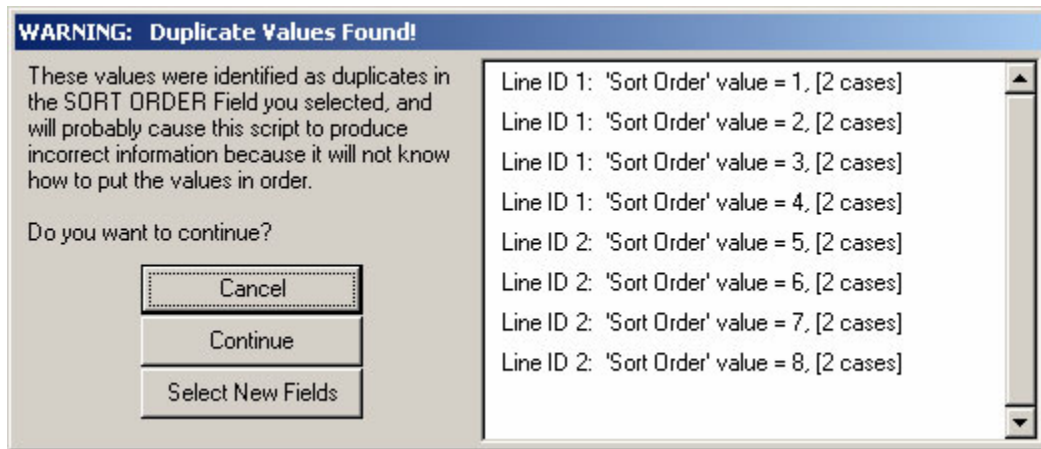 WARNING: Duplicate Values Found!
These values were identified as duplicates in
the SORT ORDER Field you selected, and
will probably cause this script to produce
incorrect information because it will not know
how to put the values in order.
Do you want to continue?
Cancel
Continue
Select New Fields
Line ID 1: 'Sort Order' value = 1, [2 cases]
Line ID 1: 'Sort Order' value = 2, [2 cases]
Line ID 1: 'Sort Order' value = 3, [2 cases]
Line ID 1: 'Sort Order' value = 4, [2 cases]
Line ID 2: 'Sort Order' value = 5, [2 cases]
Line ID 2: 'Sort Order' value = 6, [2 cases]
Line ID 2: 'Sort Order' value = 7, [2 cases]
Line ID 2: 'Sort Order' value = 8, [2 cases]